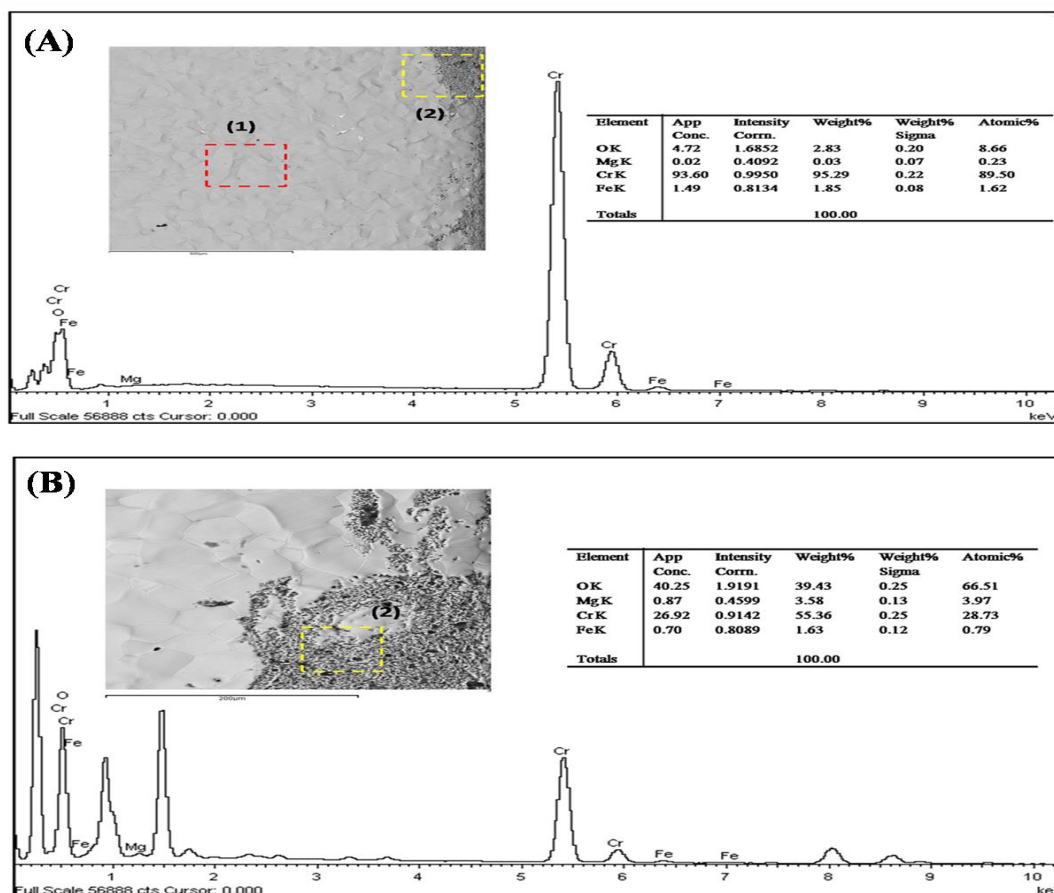 (A)
(1)
(2)
Element App Conc. Intensity Corrn. Weight% Weight% Sigma Atomic%
O K 4.72 1.6852 2.83 0.20 8.66
Mg K 0.02 0.4092 0.03 0.07 0.23
Cr K 93.60 0.9950 95.29 0.22 89.50
Fe K 1.49 0.8134 1.85 0.08 1.62
Totals 100.00
Cr
Cr
Cr
O
Fe
Fe
Mg
Cr
Fe
Fe
1 2 3 4 5 6 7 8 9 10
Full Scale 56888 cts Cursor: 0.000 keV
(B)
(2)
200µm
Element App Conc. Intensity Corrn. Weight% Weight% Sigma Atomic%
O K 40.25 1.9191 39.43 0.25 66.51
Mg K 0.87 0.4599 3.58 0.13 3.97
Cr K 26.92 0.9142 55.36 0.25 28.73
Fe K 0.70 0.8089 1.63 0.12 0.79
Totals 100.00
O
Cr
Cr
Fe
Fe
Mg
Cr
Cr
Fe
Fe
1 2 3 4 5 6 7 8 9 10
Full Scale 56888 cts Cursor: 0.000 keV